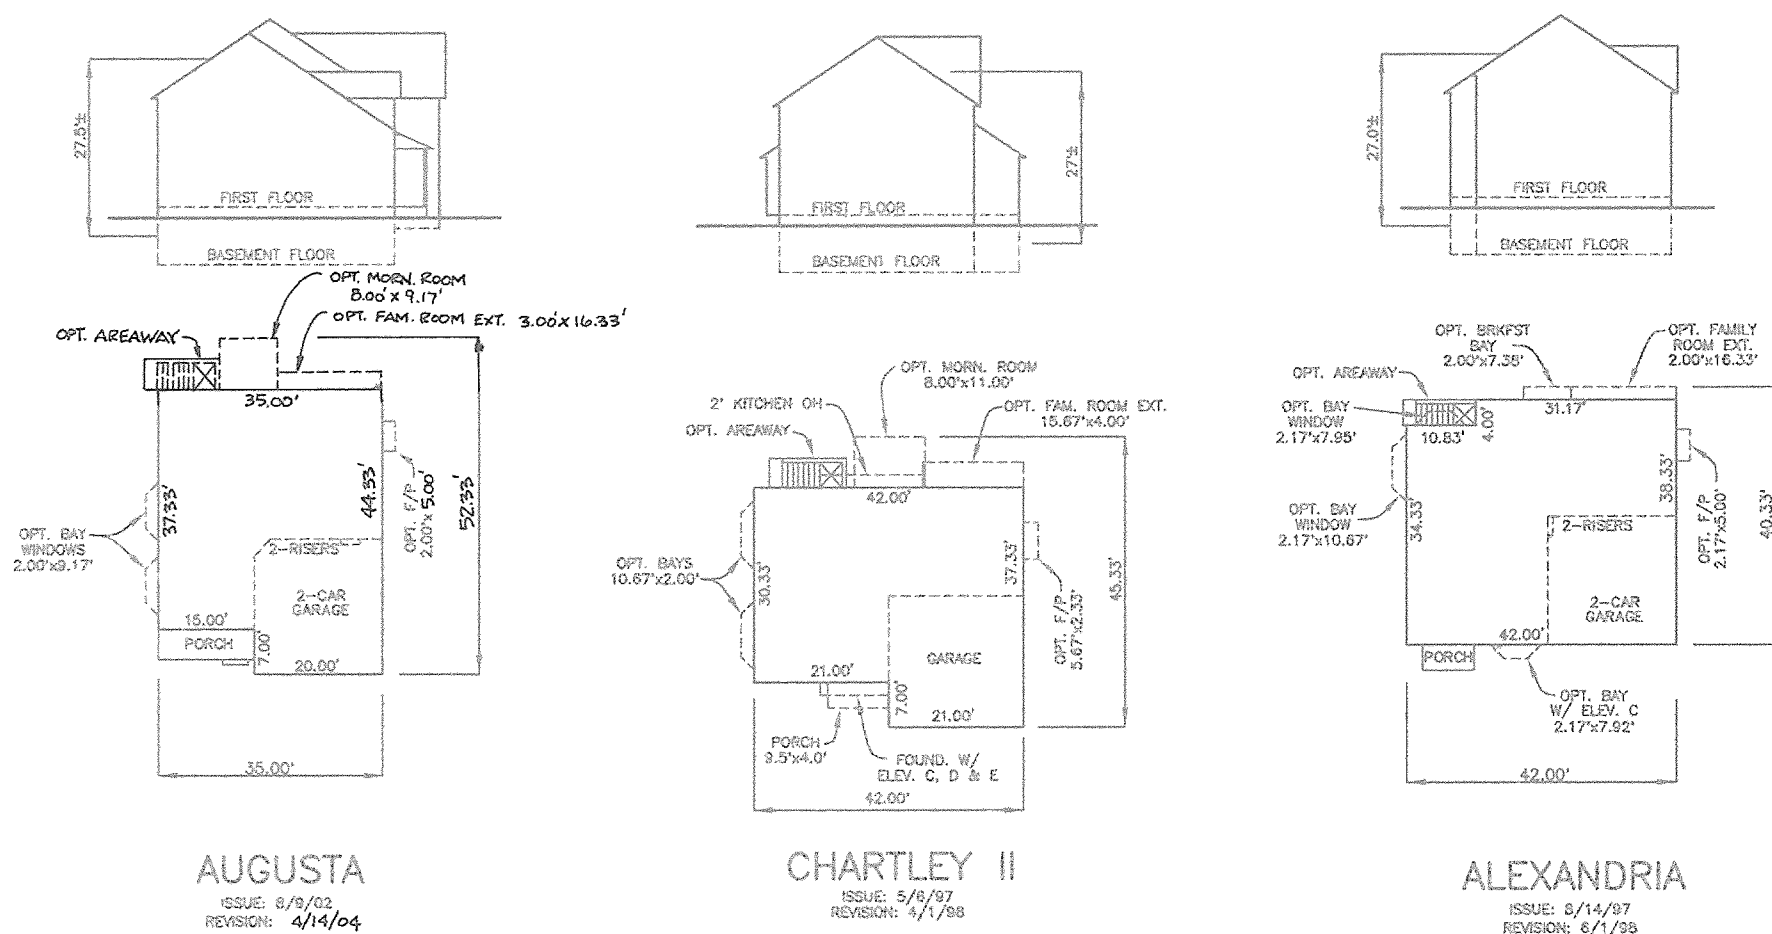 27.5'±
FIRST FLOOR
BASEMENT FLOOR
OPT. MORN. ROOM
8.00' x 9.17'
OPT. FAM. ROOM EXT. 3.00'x16.33'
OPT. AREAWAY
35.00'
37.33'
44.33'
OPT. F/P
2.00'x 5.00'
52.33'
OPT. BAY
WINDOWS
2.00'x9.17'
2-RISERS
2-CAR
GARAGE
15.00'
PORCH
7.00'
20.00'
35.00'
AUGUSTA
ISSUE: 8/9/02
REVISION: 4/14/04
27'±
FIRST FLOOR
BASEMENT FLOOR
OPT. MORN. ROOM
8.00'x11.00'
2' KITCHEN OH
OPT. FAM. ROOM EXT.
15.67'x4.00'
OPT. AREAWAY
42.00'
OPT. BAYS
10.67'x2.00'
30.33'
37.33'
OPT. F/P
5.67'x2.33'
45.33'
GARAGE
21.00'
7.00'
21.00'
PORCH
9.5'x4.0'
FOUND. W/
ELEV. C, D & E
42.00'
CHARTLEY II
ISSUE: 5/6/97
REVISION: 4/1/98
27.0'±
FIRST FLOOR
BASEMENT FLOOR
OPT. BRKFST
BAY
2.00'x7.38'
OPT. FAMILY
ROOM EXT.
2.00'x16.33'
OPT. AREAWAY
OPT. BAY
WINDOW
2.17'x7.95'
31.17'
10.83'
4.00'
OPT. BAY
WINDOW
2.17'x10.67'
34.33'
38.33'
OPT. F/P
2.17'x5.00'
40.33'
2-RISERS
2-CAR
GARAGE
42.00'
PORCH
OPT. BAY
W/ ELEV. C
2.17'x7.92'
42.00'
ALEXANDRIA
ISSUE: 8/14/97
REVISION: 6/1/98